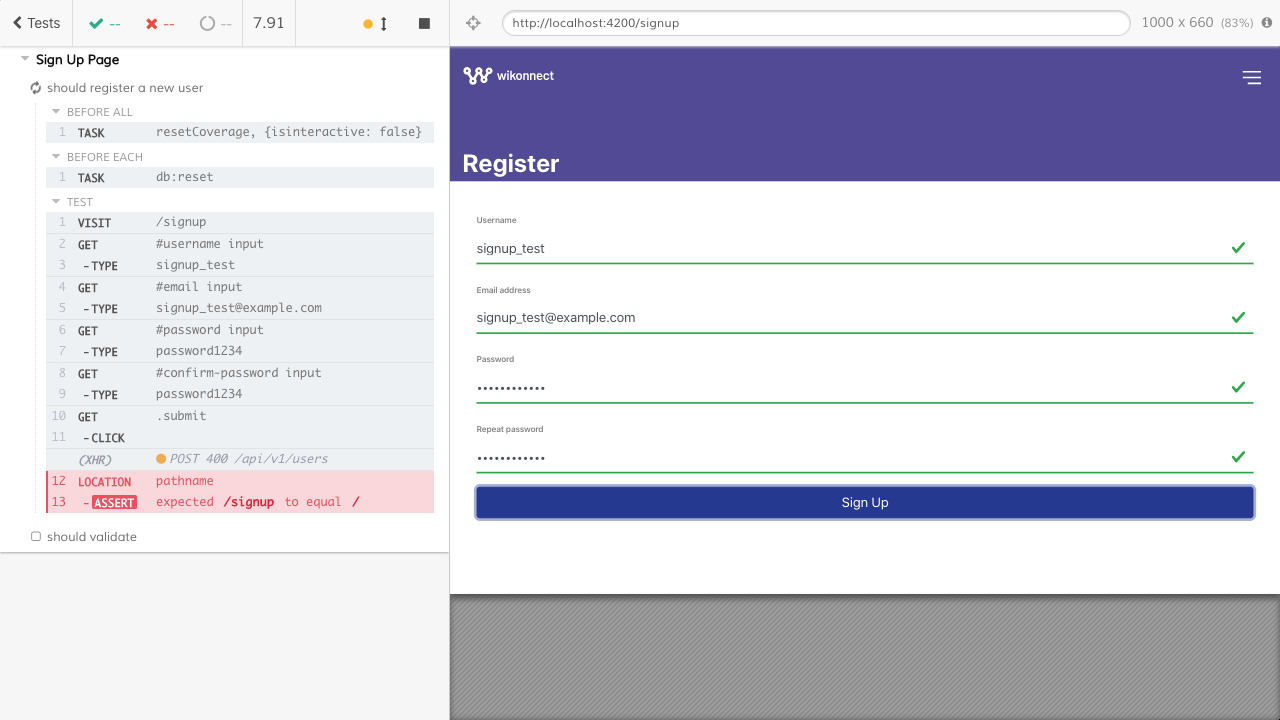 Tests
--
--
--
7.91
http://localhost:4200/signup
1000 x 660 (83%)
Sign Up Page
should register a new user
BEFORE ALL
1 TASK resetCoverage, {isinteractive: false}
BEFORE EACH
1 TASK db:reset
TEST
1 VISIT /signup
2 GET #username input
3 -TYPE signup_test
4 GET #email input
5 -TYPE signup_test@example.com
6 GET #password input
7 -TYPE password1234
8 GET #confirm-password input
9 -TYPE password1234
10 GET .submit
11 -CLICK
(XHR) POST 400 /api/v1/users
12 LOCATION pathname
13 -ASSERT expected /signup to equal /
should validate
wikonnect
Register
Username
signup_test
Email address
signup_test@example.com
Password
••••••••••••
Repeat password
••••••••••••
Sign Up